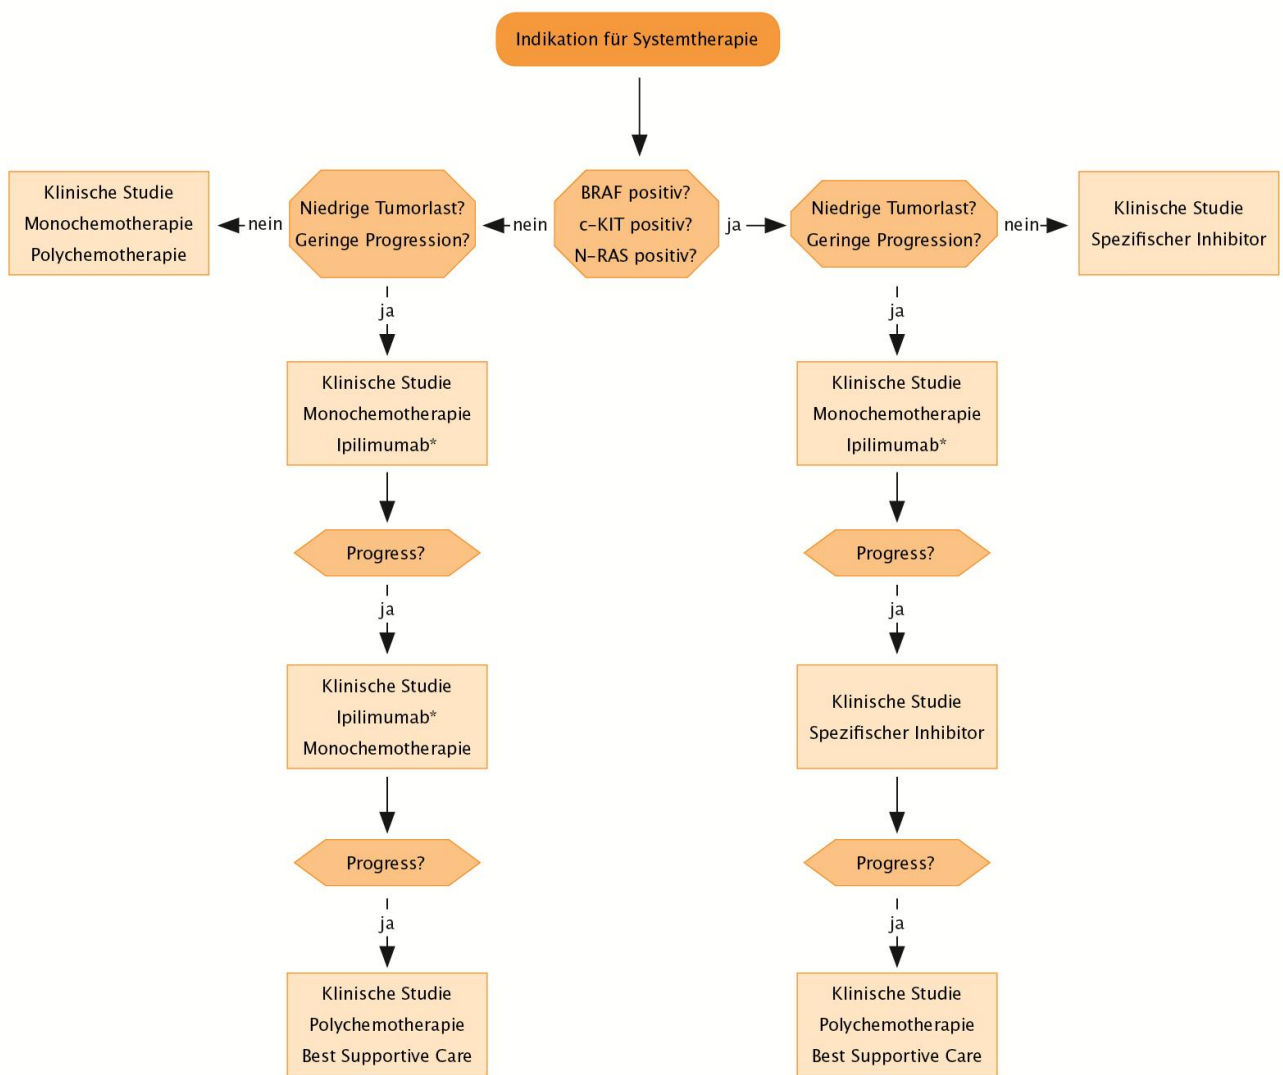 Indikation für Systemtherapie
BRAF positiv?
c-KIT positiv?
N-RAS positiv?
nein
Niedrige Tumorlast?
Geringe Progression?
nein
Klinische Studie
Monochemotherapie
Polychemotherapie
ja
Klinische Studie
Monochemotherapie
Ipilimumab*
Progress?
ja
Klinische Studie
Ipilimumab*
Monochemotherapie
Progress?
ja
Klinische Studie
Polychemotherapie
Best Supportive Care
ja
Niedrige Tumorlast?
Geringe Progression?
nein
Klinische Studie
Spezifischer Inhibitor
ja
Klinische Studie
Monochemotherapie
Ipilimumab*
Progress?
ja
Klinische Studie
Spezifischer Inhibitor
Progress?
ja
Klinische Studie
Polychemotherapie
Best Supportive Care